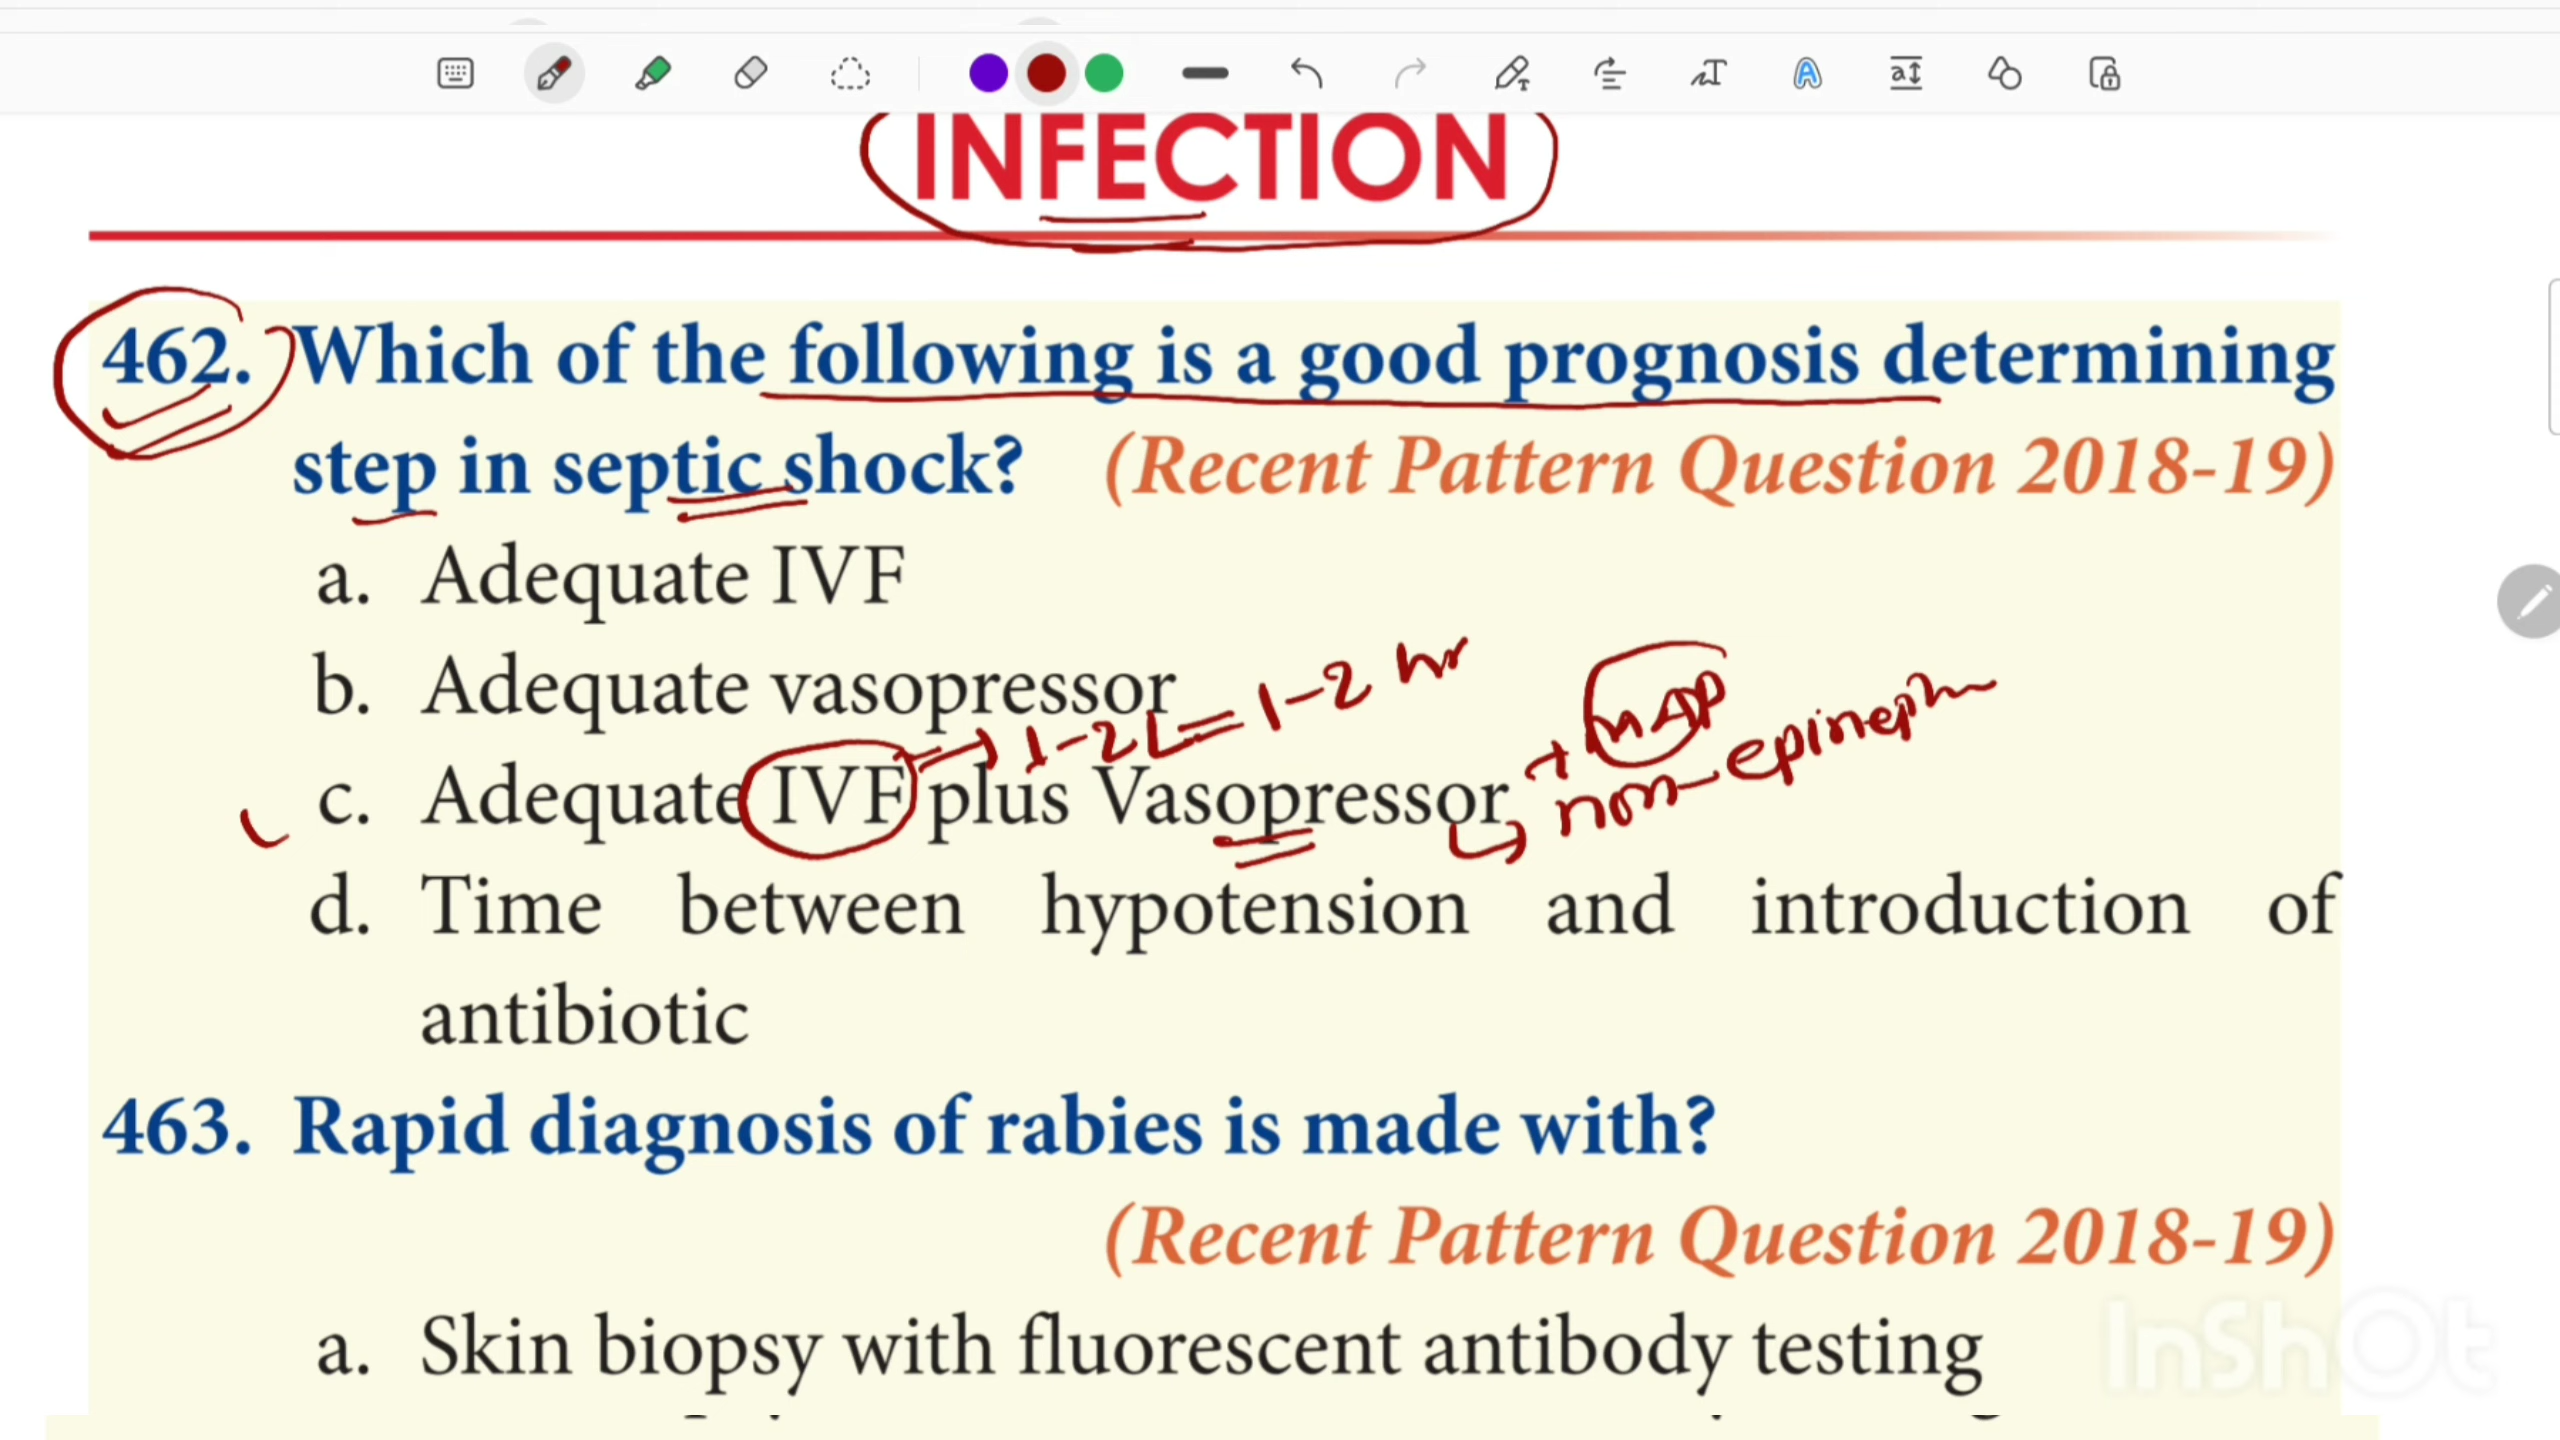 INFECTION
462. Which of the following is a good prognosis determining
step in septic shock? (Recent Pattern Question 2018-19)
a. Adequate IVF
b. Adequate vasopressor
→ 1-2 L = 1-2 hr
+ MAP
c. Adequate IVF plus Vasopressor
d. Time between hypotension and introduction of
antibiotic
463. Rapid diagnosis of rabies is made with?
(Recent Pattern Question 2018-19)
a. Skin biopsy with fluorescent antibody testing
InShOt